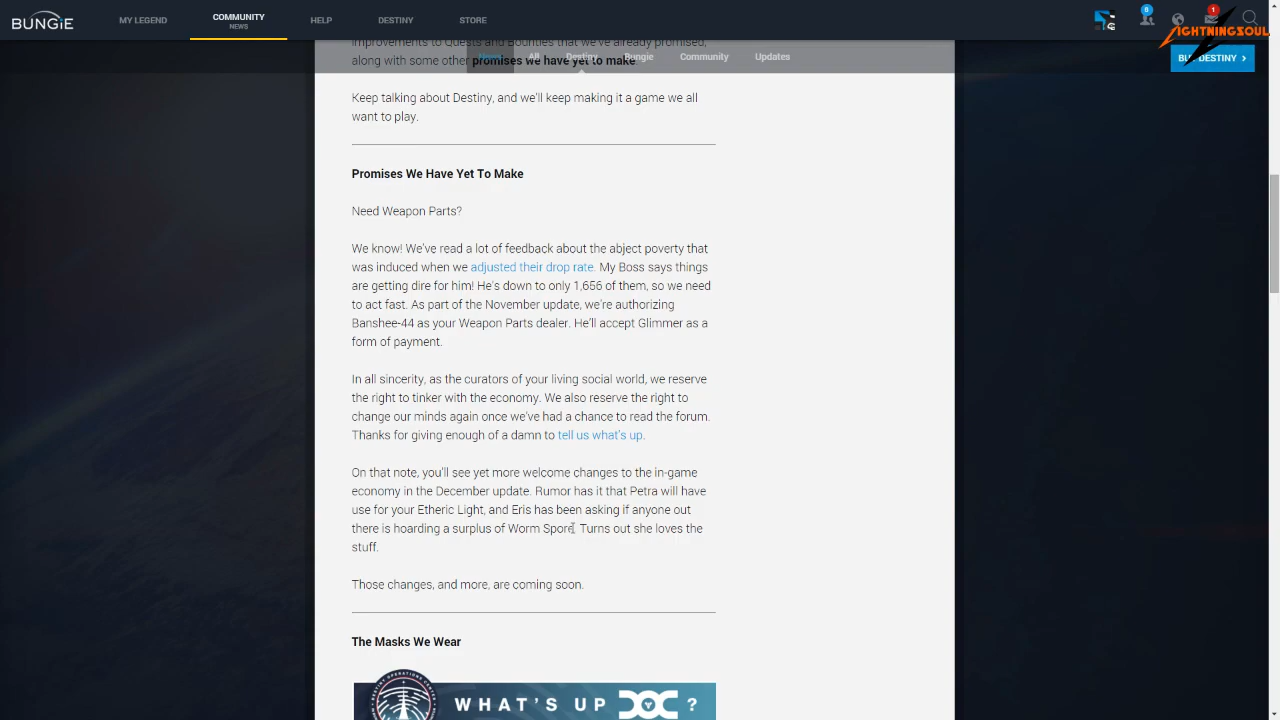 BUNGiE
MY LEGEND
COMMUNITY
NEWS
HELP
DESTINY
STORE
8
1
LIGHTNINGSOUL
improvements to Quests and Bounties that we've already promised,
along with some other promises we have yet to make
All
Destiny
Bungie
Community
Updates
DESTINY
Keep talking about Destiny, and we'll keep making it a game we all
want to play.
Promises We Have Yet To Make
Need Weapon Parts?
We know! We've read a lot of feedback about the abject poverty that
was induced when we adjusted their drop rate. My Boss says things
are getting dire for him! He's down to only 1,656 of them, so we need
to act fast. As part of the November update, we're authorizing
Banshee-44 as your Weapon Parts dealer. He'll accept Glimmer as a
form of payment.
In all sincerity, as the curators of your living social world, we reserve
the right to tinker with the economy. We also reserve the right to
change our minds again once we've had a chance to read the forum.
Thanks for giving enough of a damn to tell us what's up.
On that note, you'll see yet more welcome changes to the in-game
economy in the December update. Rumor has it that Petra will have
use for your Etheric Light, and Eris has been asking if anyone out
there is hoarding a surplus of Worm Spore. Turns out she loves the
stuff.
Those changes, and more, are coming soon.
The Masks We Wear
WHAT'S UP DOC ?